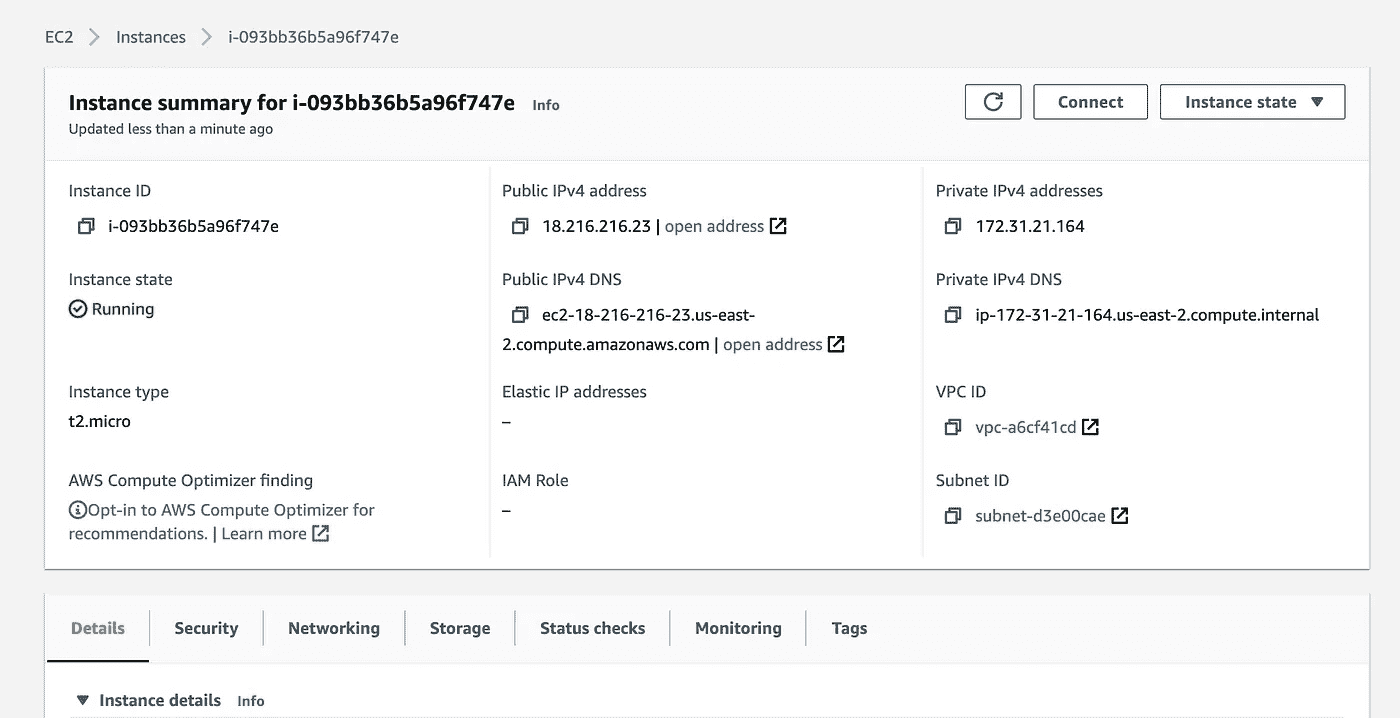 EC2 > Instances > i-093bb36b5a96f747e
Instance summary for i-093bb36b5a96f747e Info
Updated less than a minute ago
Connect
Instance state
Instance ID
i-093bb36b5a96f747e
Public IPv4 address
18.216.216.23 | open address
Private IPv4 addresses
172.31.21.164
Instance state
Running
Public IPv4 DNS
ec2-18-216-216-23.us-east-
2.compute.amazonaws.com | open address
Private IPv4 DNS
ip-172-31-21-164.us-east-2.compute.internal
Instance type
t2.micro
Elastic IP addresses
–
VPC ID
vpc-a6cf41cd
AWS Compute Optimizer finding
Opt-in to AWS Compute Optimizer for
recommendations. | Learn more
IAM Role
–
Subnet ID
subnet-d3e00cae
Details
Security
Networking
Storage
Status checks
Monitoring
Tags
Instance details Info